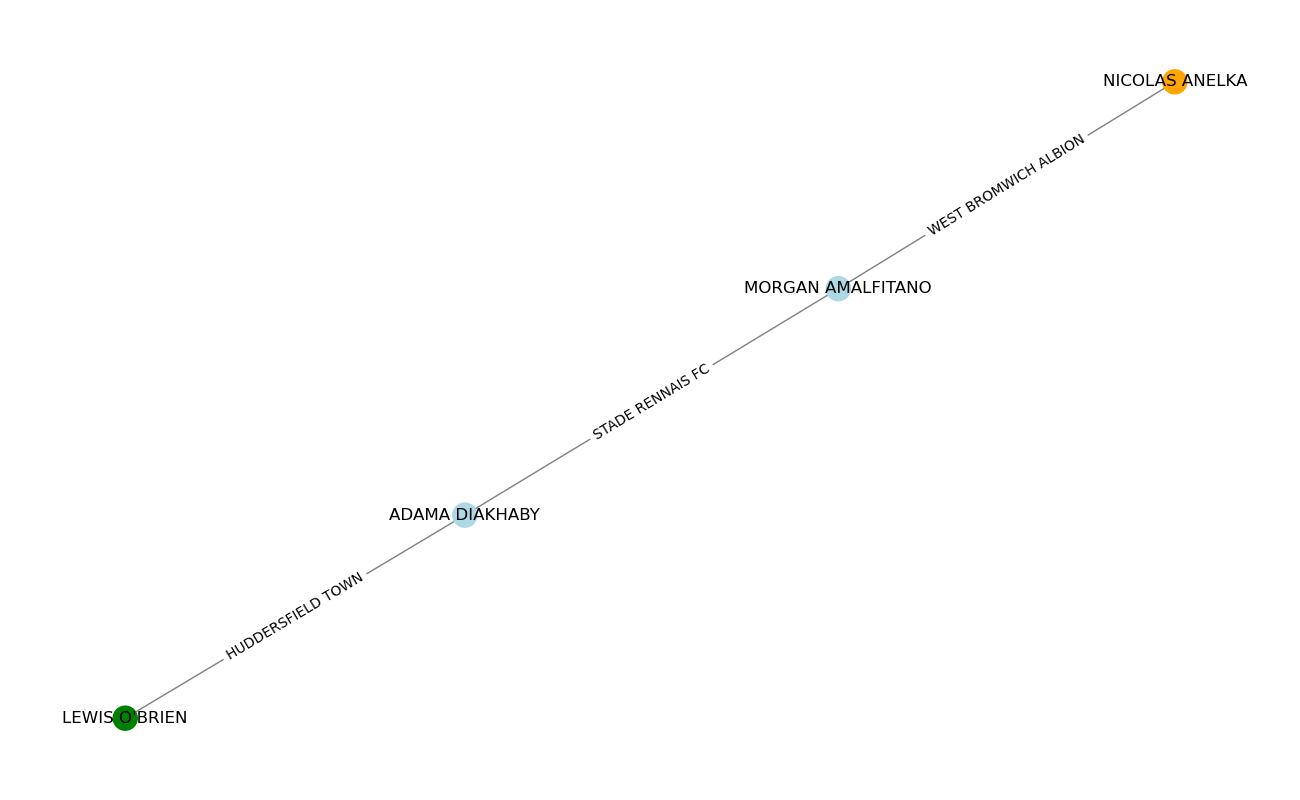 NICOLAS ANELKA
WEST BROMWICH ALBION
MORGAN AMALFITANO
STADE RENNAIS FC
ADAMA DIAKHABY
HUDDERSFIELD TOWN
LEWIS O'BRIEN